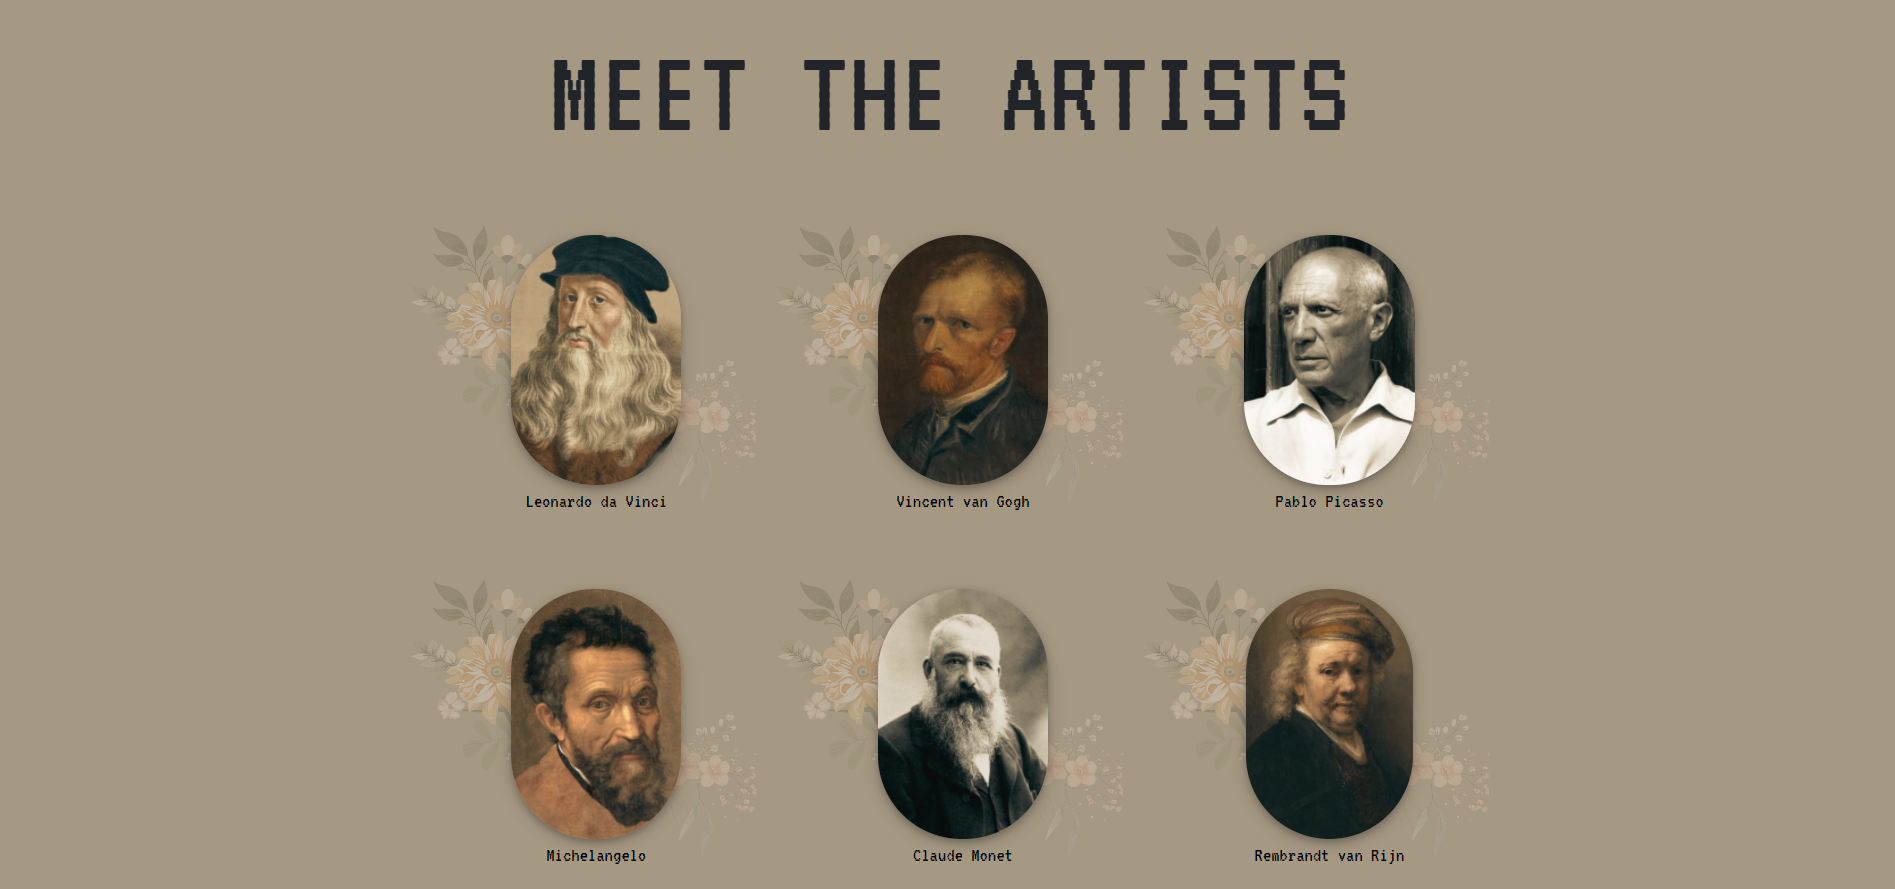 MEET THE ARTISTS
Leonardo da Vinci
Vincent van Gogh
Pablo Picasso
Michelangelo
Claude Monet
Rembrandt van Rijn